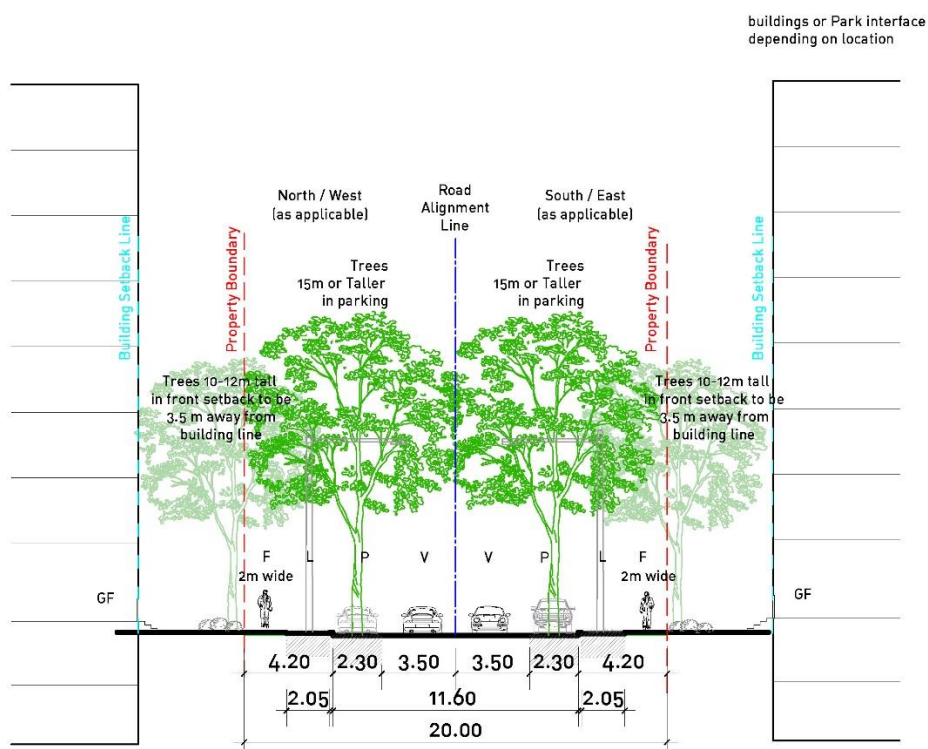 buildings or Park interface
depending on location
North / West
(as applicable)
Road
Alignment
Line
South / East
(as applicable)
Building Setback Line
Property Boundary
Property Boundary
Building Setback Line
Trees
15m or Taller
in parking
Trees
15m or Taller
in parking
Trees 10-12m tall
in front setback to be
3.5 m away from
building line
Trees 10-12m tall
in front setback to be
3.5 m away from
building line
F L P V V P L F
2m wide
2m wide
GF
GF
4.20 2.30 3.50 3.50 2.30 4.20
2.05 11.60 2.05
20.00